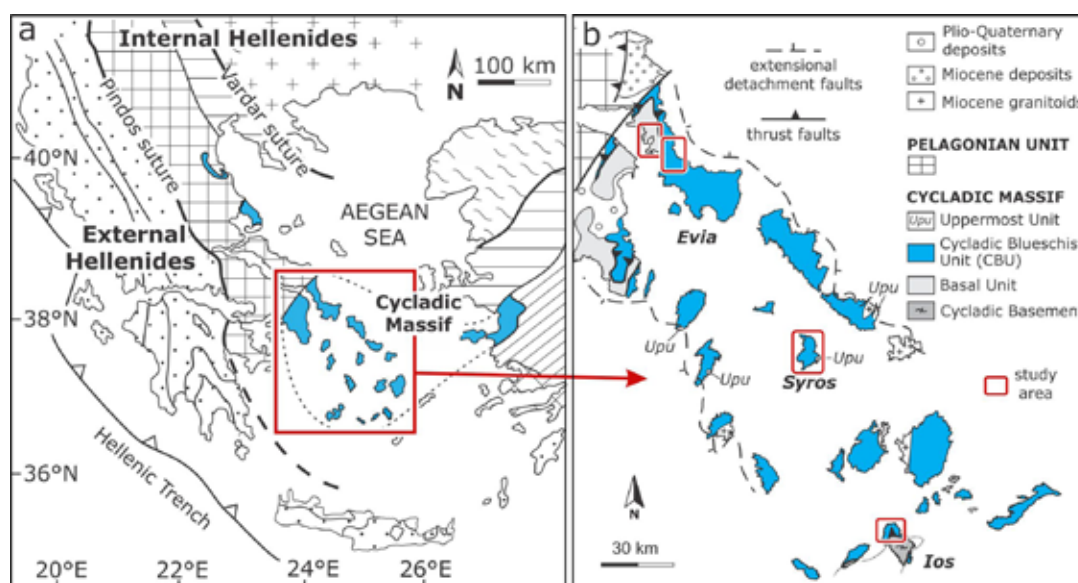 a
Internal Hellenides
Pindos suture
Vardar suture
N
100 km
40°N
AEGEAN
SEA
External
Hellenides
Cycladic
Massif
38°N
36°N
Hellenic Trench
20°E
22°E
24°E
26°E
b
extensional
detachment faults
thrust faults
Plio-Quaternary
deposits
Miocene deposits
Miocene granitoids
PELAGONIAN UNIT
CYCLADIC MASSIF
Upu Uppermost Unit
Cycladic Blueschis
Unit (CBU)
Basal Unit
Cycladic Basemen
study
area
Evia
Upu
Upu
Upu
Upu
Syros
N
30 km
Ios